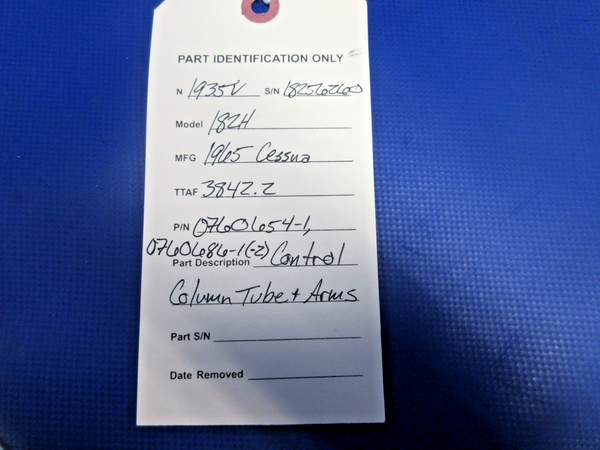 PART IDENTIFICATION ONLY
N 1935V S/N 18256260
Model 182H
MFG 1965 Cessna
TTAF 3842.2
P/N 0760654-1,
0760686-1(-2)
Part Description Control
Column Tube + Arms
Part S/N
Date Removed